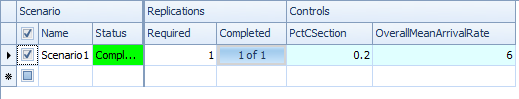 Scenario Replications Controls
Name Status Required Completed PctCSection OverallMeanArrivalRate
Scenario1 Compl... 1 1 of 1 0.2 6